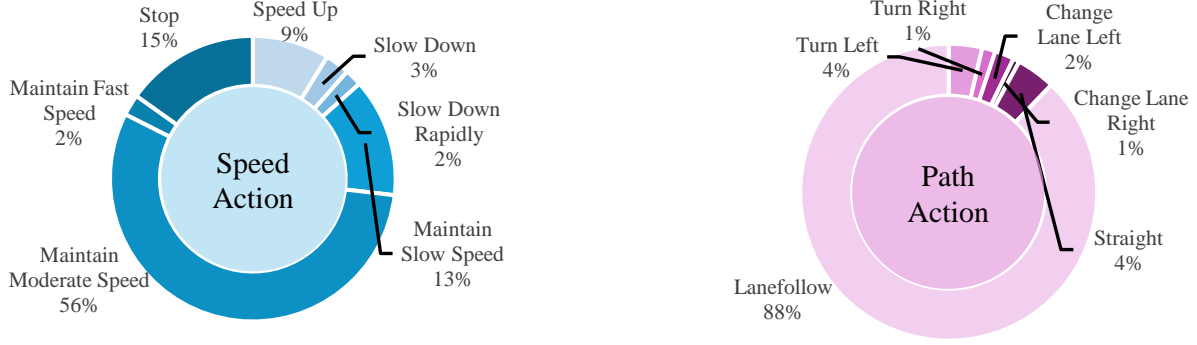 Stop
15%
Speed Up
9%
Slow Down
3%
Slow Down
Rapidly
2%
Maintain
Slow Speed
13%
Maintain
Moderate Speed
56%
Maintain Fast
Speed
2%
Speed
Action
Turn Left
4%
Turn Right
1%
Change
Lane Left
2%
Change Lane
Right
1%
Straight
4%
Lanefollow
88%
Path
Action